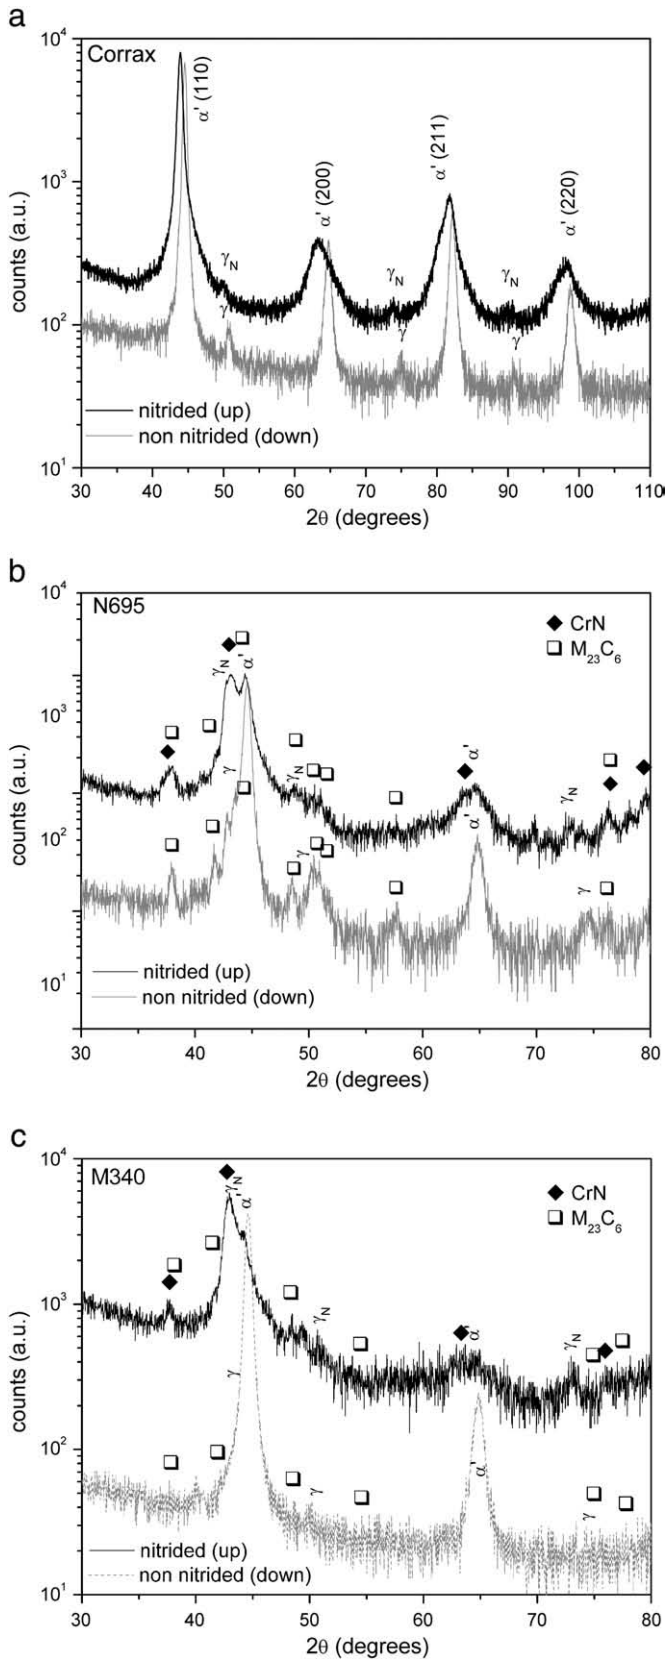 a
Corrax
10⁴
10³
10²
10¹
counts (a.u.)
α' (110)
α' (200)
α' (211)
α' (220)
γN
γN
γN
γ
γ
γ
nitrided (up)
non nitrided (down)
30 40 50 60 70 80 90 100 110
2θ (degrees)
b
N695
10⁴
10³
10²
10¹
counts (a.u.)
CrN
M₂₃C₆
γN
α'
γ
γN
γ
α'
α'
γN
γ
nitrided (up)
non nitrided (down)
30 40 50 60 70 80
2θ (degrees)
c
M340
10⁴
10³
10²
10¹
counts (a.u.)
CrN
M₂₃C₆
γN
α'
γ
γN
γ
α'
α'
γN
γ
nitrided (up)
non nitrided (down)
30 40 50 60 70 80
2θ (degrees)